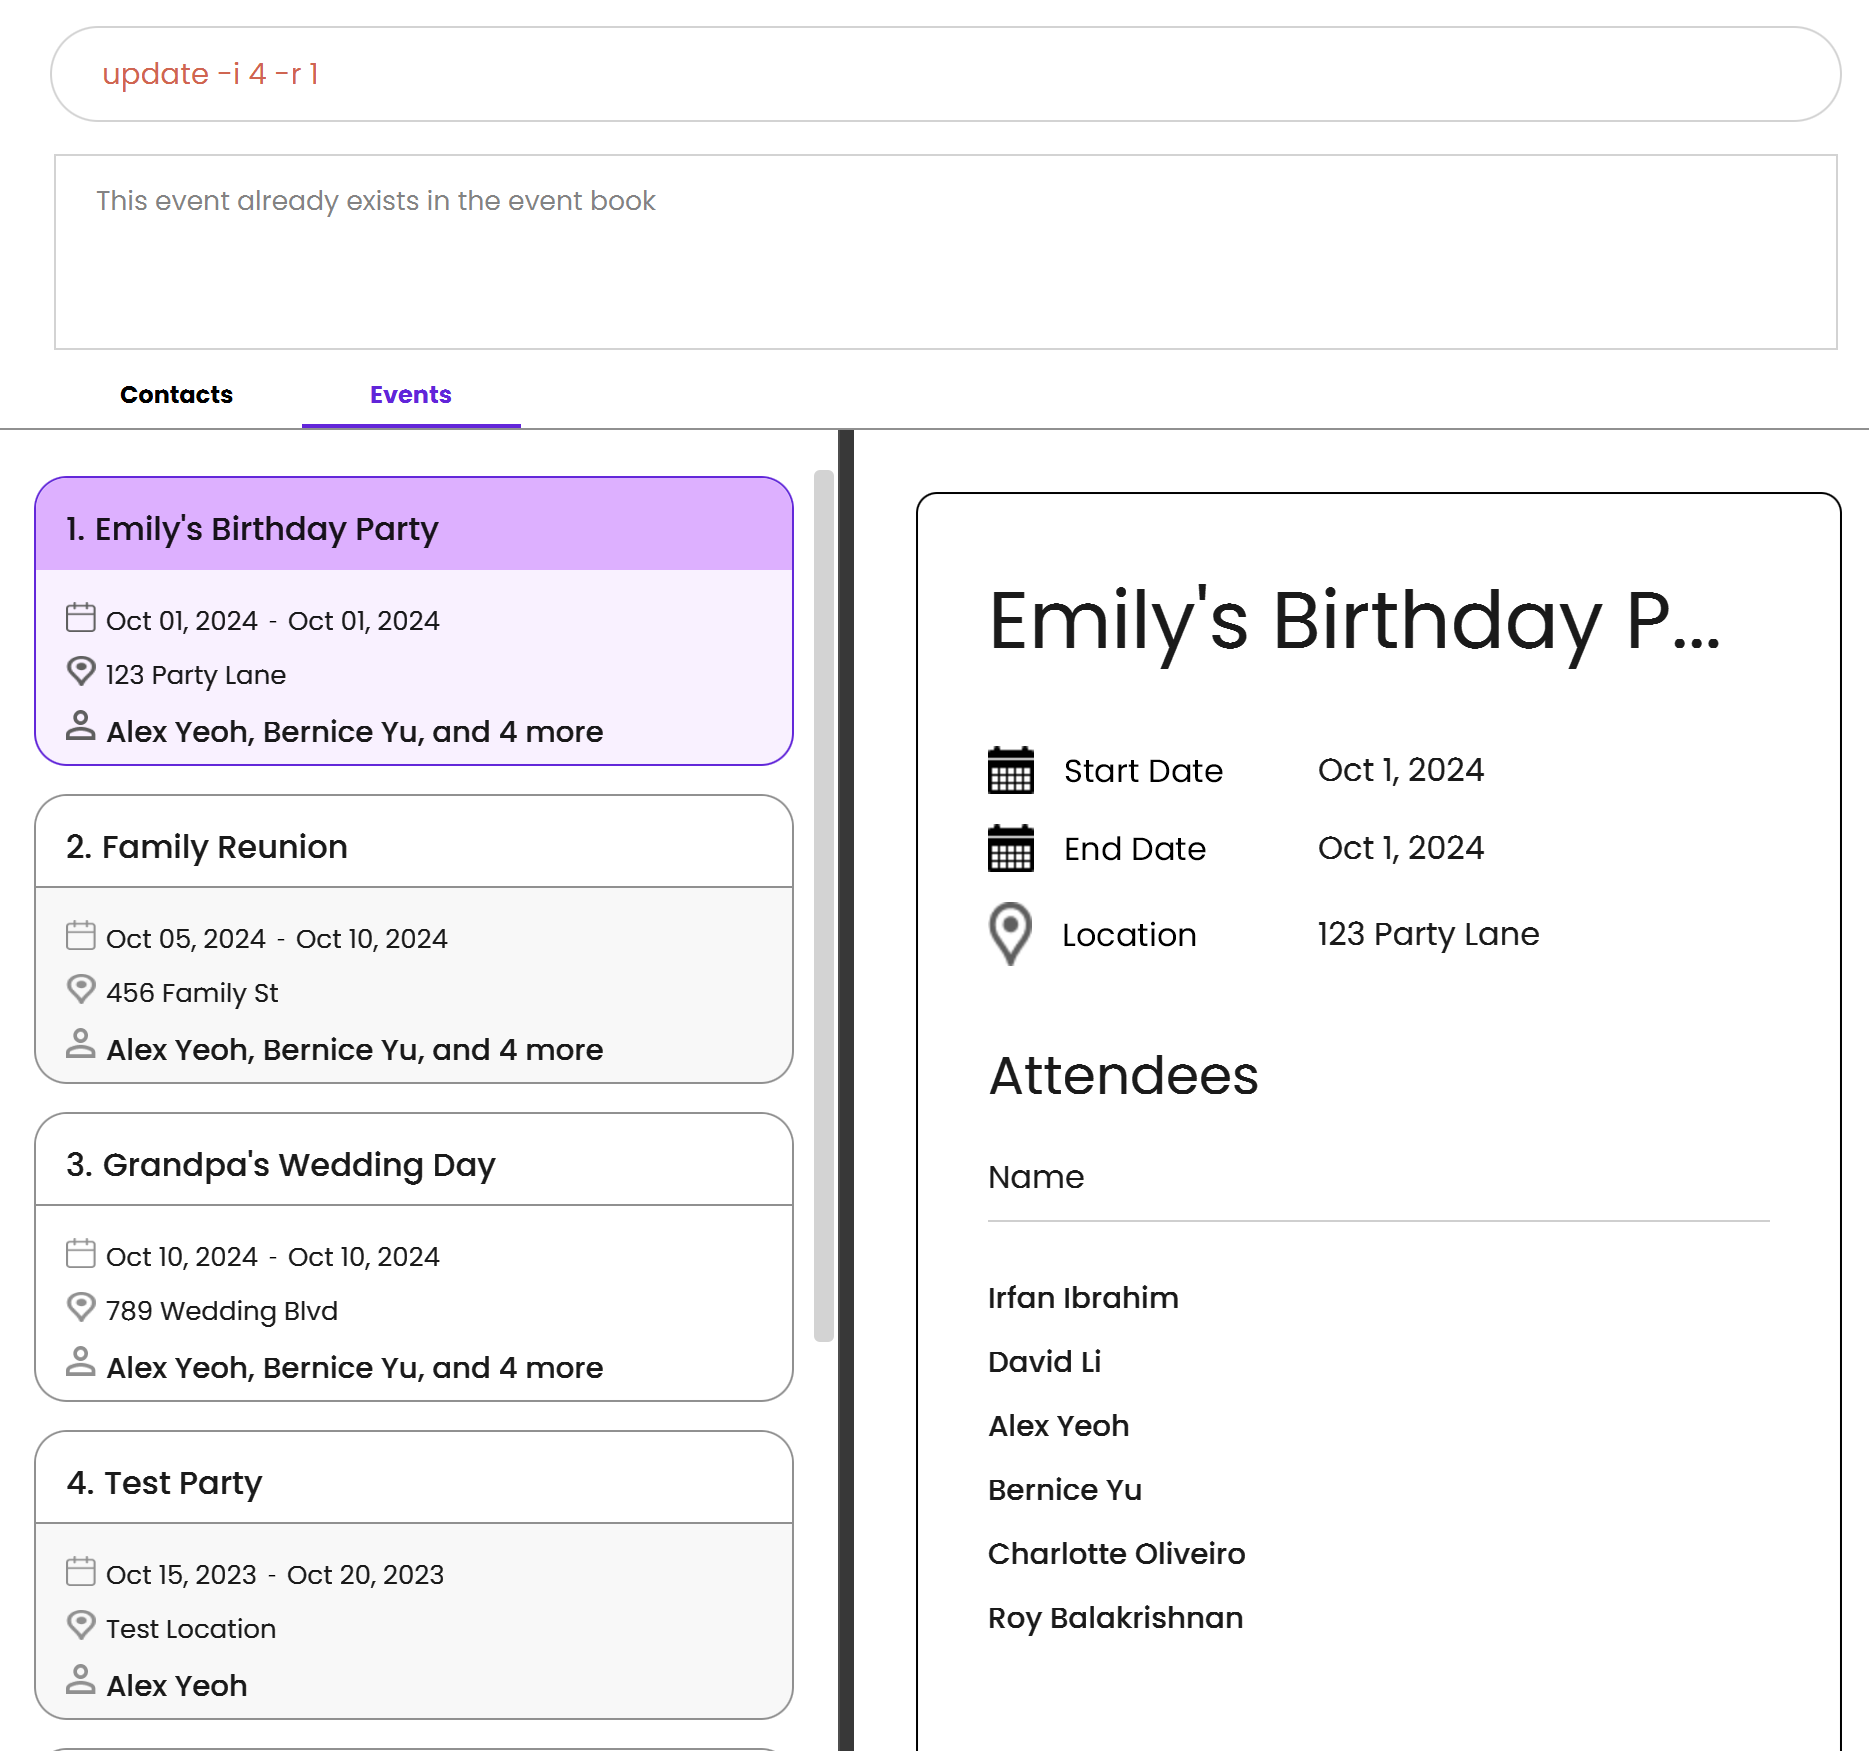 update -i 4 -r 1
This event already exists in the event book
Contacts
Events
1. Emily's Birthday Party
Oct 01, 2024 - Oct 01, 2024
123 Party Lane
Alex Yeoh, Bernice Yu, and 4 more
2. Family Reunion
Oct 05, 2024 - Oct 10, 2024
456 Family St
Alex Yeoh, Bernice Yu, and 4 more
3. Grandpa's Wedding Day
Oct 10, 2024 - Oct 10, 2024
789 Wedding Blvd
Alex Yeoh, Bernice Yu, and 4 more
4. Test Party
Oct 15, 2023 - Oct 20, 2023
Test Location
Alex Yeoh
Emily's Birthday P...
Start Date Oct 1, 2024
End Date Oct 1, 2024
Location 123 Party Lane
Attendees
Name
Irfan Ibrahim
David Li
Alex Yeoh
Bernice Yu
Charlotte Oliveiro
Roy Balakrishnan